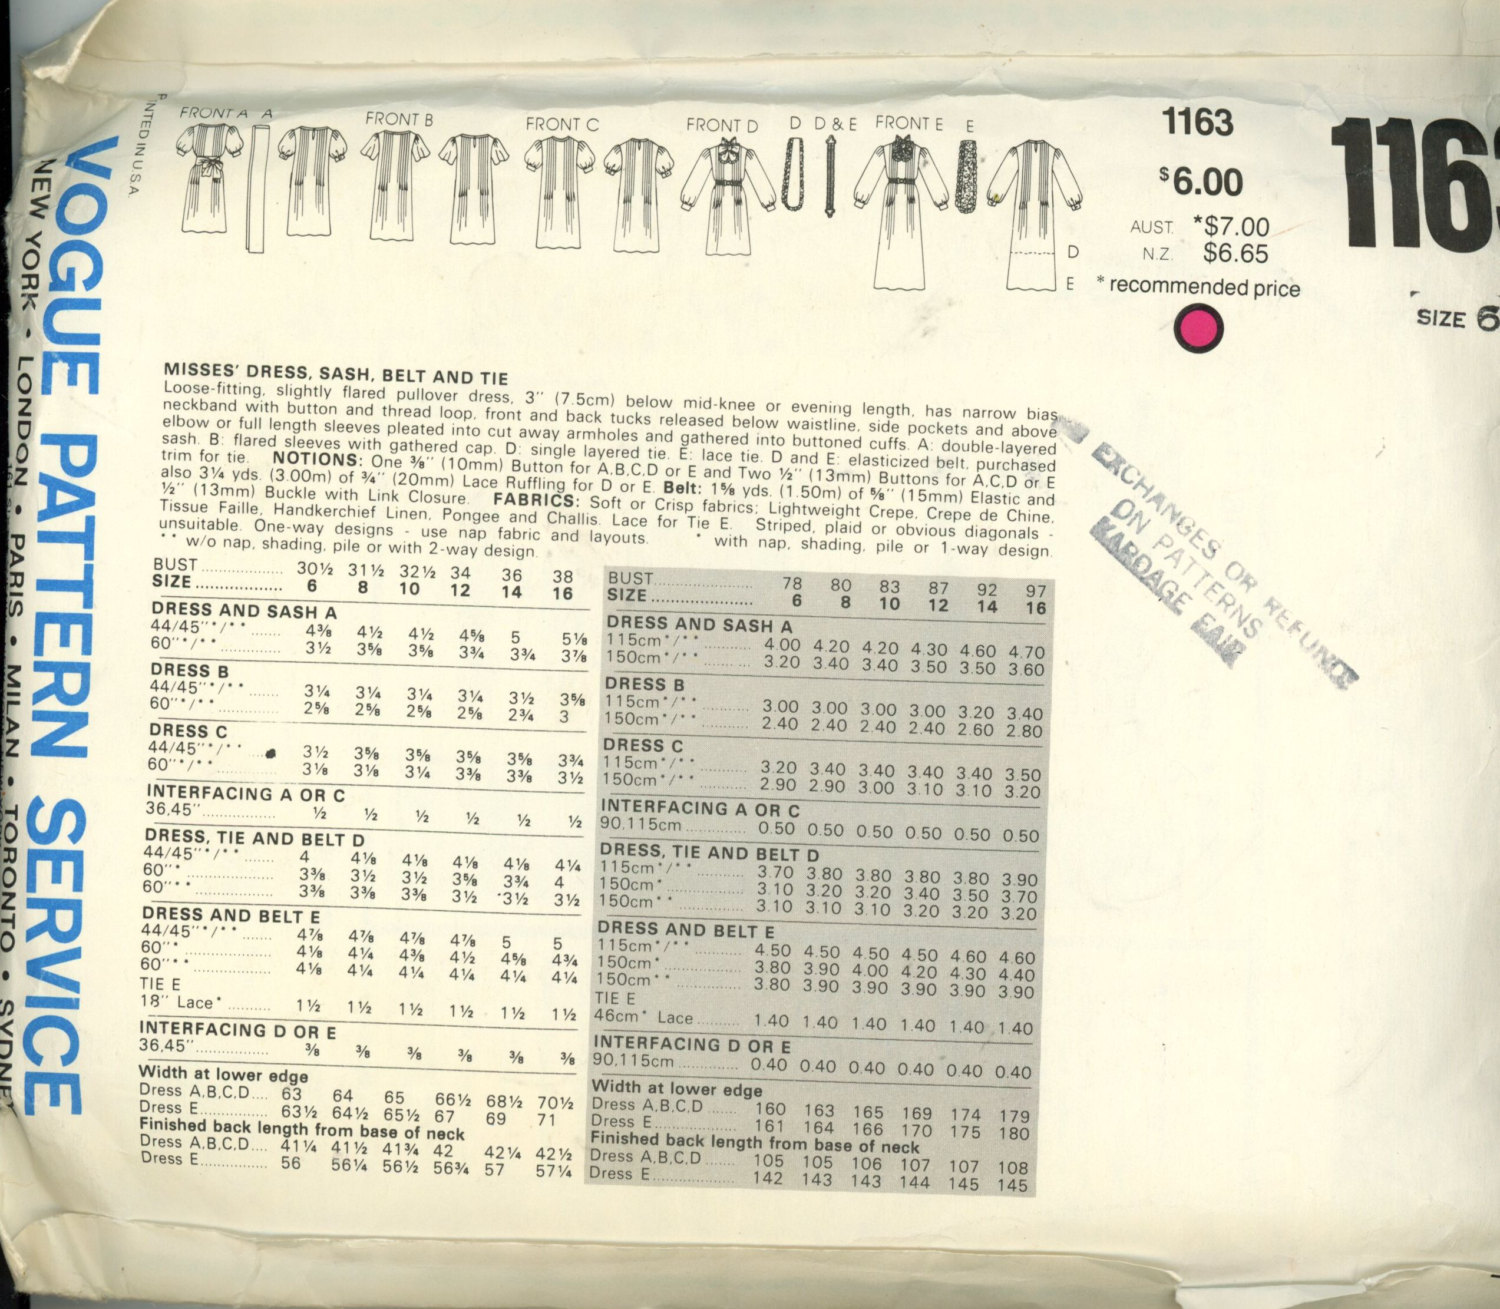 PRINTED IN U.S.A.
VOGUE PATTERN SERVICE
NEW YORK • LONDON • PARIS • MILAN • TORONTO • SYDNEY
FRONT A A FRONT B FRONT C FRONT D D D & E FRONT E E
D
E
1163
$6.00
AUST. *$7.00
N.Z. $6.65
* recommended price
1163
SIZE 6
MISSES' DRESS, SASH, BELT AND TIE
Loose-fitting, slightly flared pullover dress, 3'' (7.5cm) below mid-knee or evening length, has narrow bias
neckband with button and thread loop, front and back tucks released below waistline, side pockets and above
elbow or full length sleeves pleated into cut away armholes and gathered into buttoned cuffs. A: double-layered
sash. B: flared sleeves with gathered cap. D: single layered tie. E: lace tie. D and E: elasticized belt, purchased
trim for tie. NOTIONS: One ⅜'' (10mm) Button for A,B,C,D or E and Two ½'' (13mm) Buttons for A,C,D or E
also 3¼ yds. (3.00m) of ¾'' (20mm) Lace Ruffling for D or E. Belt: 1⅝ yds. (1.50m) of ⅝'' (15mm) Elastic and
½'' (13mm) Buckle with Link Closure. FABRICS: Soft or Crisp fabrics; Lightweight Crepe, Crepe de Chine,
Tissue Faille, Handkerchief Linen, Pongee and Challis. Lace for Tie E. Striped, plaid or obvious diagonals -
unsuitable. One-way designs - use nap fabric and layouts. * with nap, shading, pile or 1-way design.
** w/o nap, shading, pile or with 2-way design.
EXCHANGES OR REFUNDS
ON PATTERNS
KARDAGE FAIR
BUST 30½ 31½ 32½ 34 36 38
SIZE 6 8 10 12 14 16
DRESS AND SASH A
44/45''*/** 4⅜ 4½ 4½ 4⅝ 5 5⅛
60''*/** 3½ 3⅝ 3⅝ 3¾ 3¾ 3⅞
DRESS B
44/45''*/** 3¼ 3¼ 3¼ 3¼ 3½ 3⅝
60''*/** 2⅝ 2⅝ 2⅝ 2⅝ 2¾ 3
DRESS C
44/45''*/** 3½ 3⅝ 3⅝ 3⅝ 3⅝ 3¾
60''*/** 3⅛ 3⅛ 3¼ 3⅜ 3⅜ 3½
INTERFACING A OR C
36,45'' ½ ½ ½ ½ ½ ½
DRESS, TIE AND BELT D
44/45''*/** 4 4⅛ 4⅛ 4⅛ 4⅛ 4¼
60''* 3⅜ 3½ 3½ 3⅝ 3¾ 4
60''** 3⅜ 3⅜ 3⅜ 3½ 3½ 3½
DRESS AND BELT E
44/45''*/** 4⅞ 4⅞ 4⅞ 4⅞ 5 5
60''* 4⅛ 4¼ 4⅜ 4½ 4⅝ 4¾
60''** 4⅛ 4¼ 4¼ 4¼ 4¼ 4¼
TIE E
18'' Lace* 1½ 1½ 1½ 1½ 1½ 1½
INTERFACING D OR E
36,45'' ⅜ ⅜ ⅜ ⅜ ⅜ ⅜
Width at lower edge
Dress A,B,C,D 63 64 65 66½ 68½ 70½
Dress E 63½ 64½ 65½ 67 69 71
Finished back length from base of neck
Dress A,B,C,D 41¼ 41½ 41¾ 42 42¼ 42½
Dress E 56 56¼ 56½ 56¾ 57 57¼
BUST 78 80 83 87 92 97
SIZE 6 8 10 12 14 16
DRESS AND SASH A
115cm*/** 4.00 4.20 4.20 4.30 4.60 4.70
150cm*/** 3.20 3.40 3.40 3.50 3.50 3.60
DRESS B
115cm*/** 3.00 3.00 3.00 3.00 3.20 3.40
150cm*/** 2.40 2.40 2.40 2.40 2.60 2.80
DRESS C
115cm*/** 3.20 3.40 3.40 3.40 3.40 3.50
150cm*/** 2.90 2.90 3.00 3.10 3.10 3.20
INTERFACING A OR C
90,115cm 0.50 0.50 0.50 0.50 0.50 0.50
DRESS, TIE AND BELT D
115cm*/** 3.70 3.80 3.80 3.80 3.80 3.90
150cm* 3.10 3.20 3.20 3.40 3.50 3.70
150cm** 3.10 3.10 3.10 3.20 3.20 3.20
DRESS AND BELT E
115cm*/** 4.50 4.50 4.50 4.50 4.60 4.60
150cm* 3.80 3.90 4.00 4.20 4.30 4.40
150cm** 3.80 3.90 3.90 3.90 3.90 3.90
TIE E
46cm* Lace 1.40 1.40 1.40 1.40 1.40 1.40
INTERFACING D OR E
90,115cm 0.40 0.40 0.40 0.40 0.40 0.40
Width at lower edge
Dress A,B,C,D 160 163 165 169 174 179
Dress E 161 164 166 170 175 180
Finished back length from base of neck
Dress A,B,C,D 105 105 106 107 107 108
Dress E 142 143 143 144 145 145